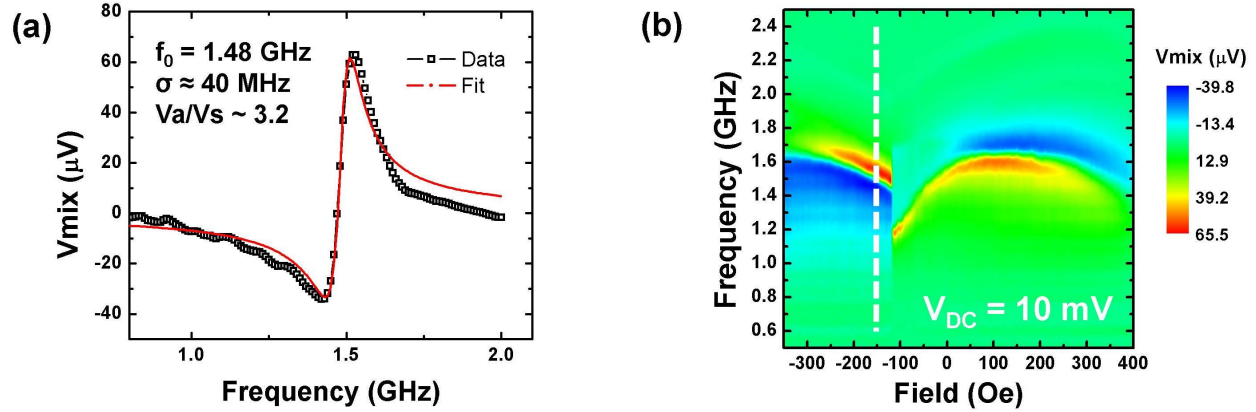 (a)
f₀ = 1.48 GHz
σ ≈ 40 MHz
Va/Vs ~ 3.2
Data
Fit
80
60
40
20
0
-20
-40
Vmix (μV)
1.0
1.5
2.0
Frequency (GHz)
(b)
2.4
2.2
2.0
1.8
1.6
1.4
1.2
1.0
0.8
0.6
Frequency (GHz)
V_DC = 10 mV
-300
-200
-100
0
100
200
300
400
Field (Oe)
Vmix (μV)
-39.8
-13.4
12.9
39.2
65.5